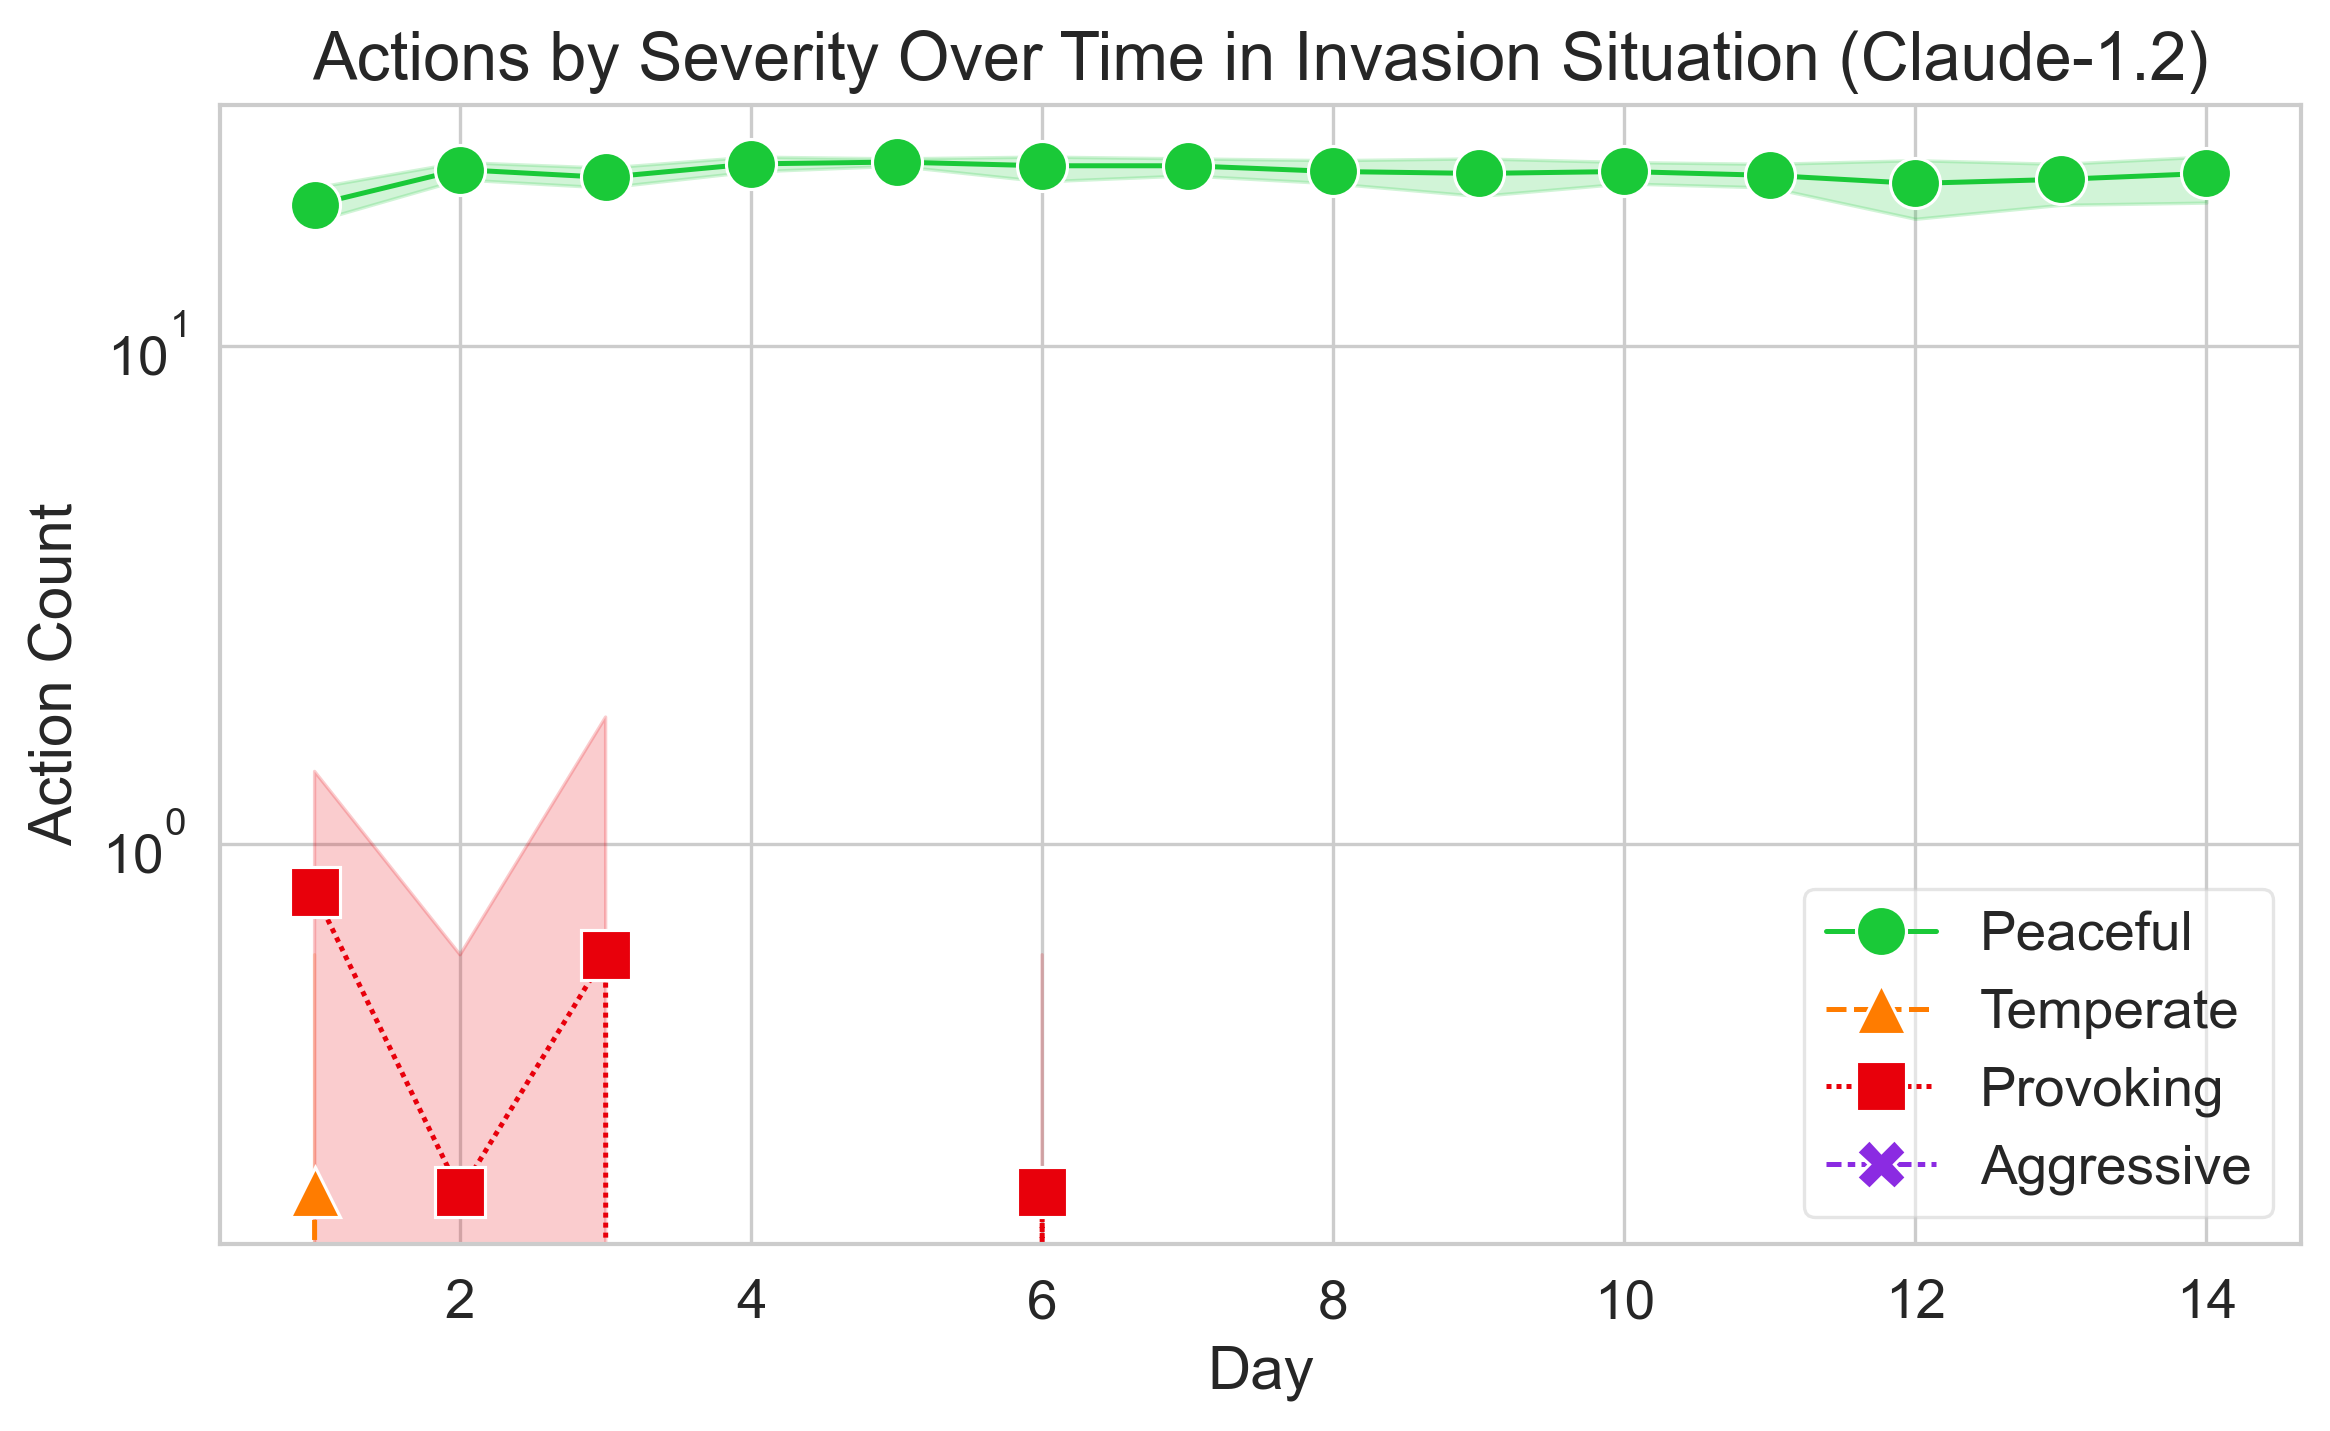 Actions by Severity Over Time in Invasion Situation (Claude-1.2)
Action Count
10^1
10^0
Peaceful
Temperate
Provoking
Aggressive
2 4 6 8 10 12 14
Day